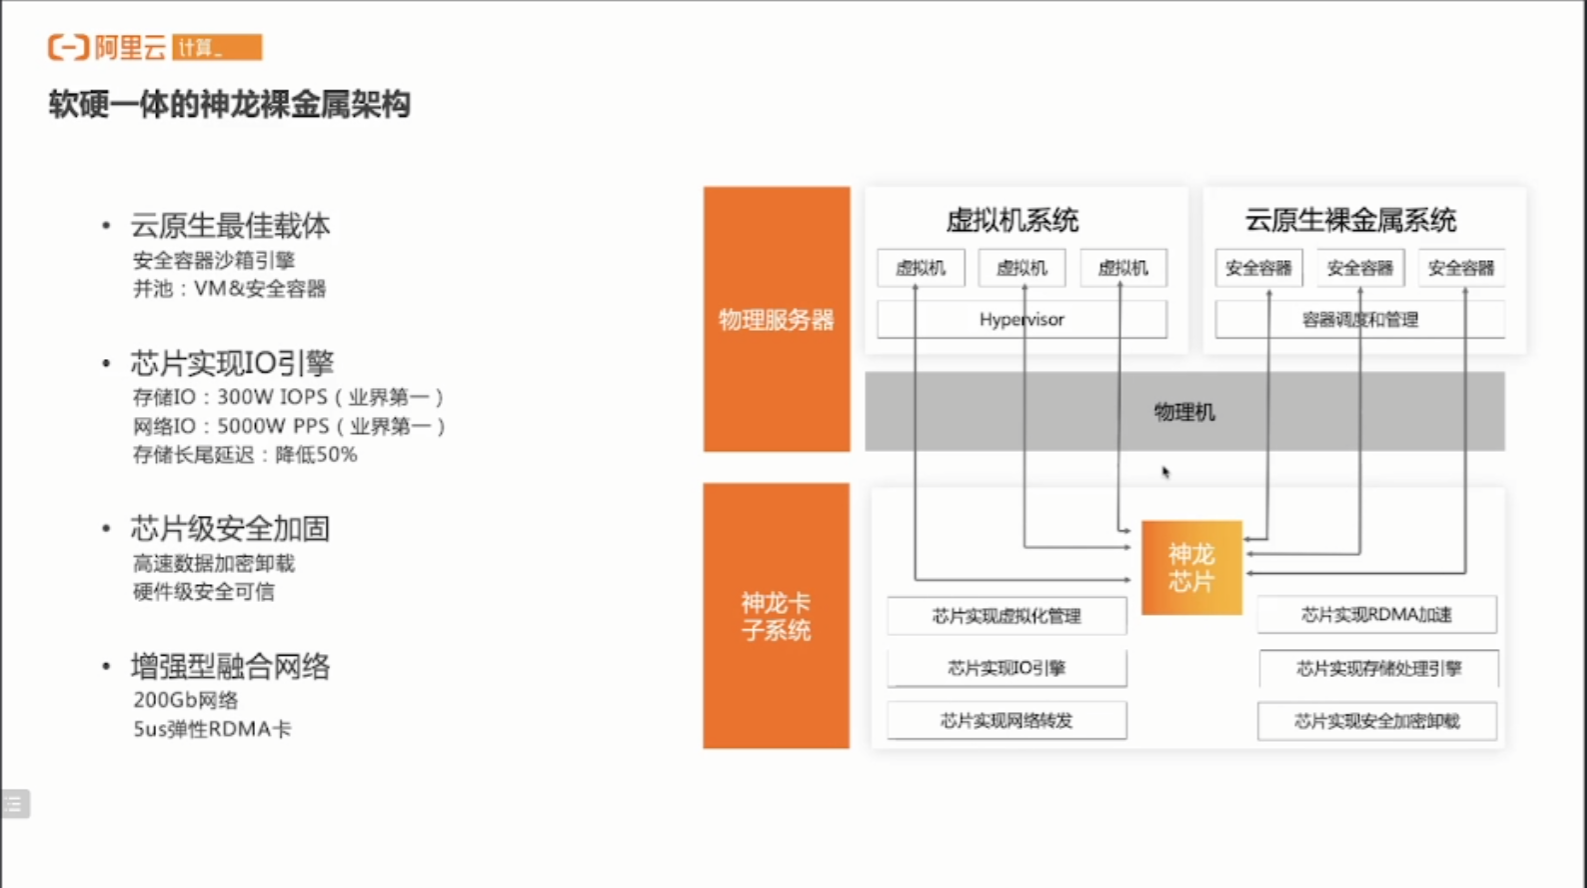 阿里云 计算_
软硬一体的神龙裸金属架构
• 云原生最佳载体
安全容器沙箱引擎
并池：VM&安全容器
• 芯片实现IO引擎
存储IO：300W IOPS（业界第一）
网络IO：5000W PPS（业界第一）
存储长尾延迟：降低50%
• 芯片级安全加固
高速数据加密卸载
硬件级安全可信
• 增强型融合网络
200Gb网络
5us弹性RDMA卡
物理服务器
虚拟机系统
虚拟机 虚拟机 虚拟机
Hypervisor
云原生裸金属系统
安全容器 安全容器 安全容器
容器调度和管理
物理机
神龙卡
子系统
神龙
芯片
芯片实现虚拟化管理
芯片实现IO引擎
芯片实现网络转发
芯片实现RDMA加速
芯片实现存储处理引擎
芯片实现安全加密卸载